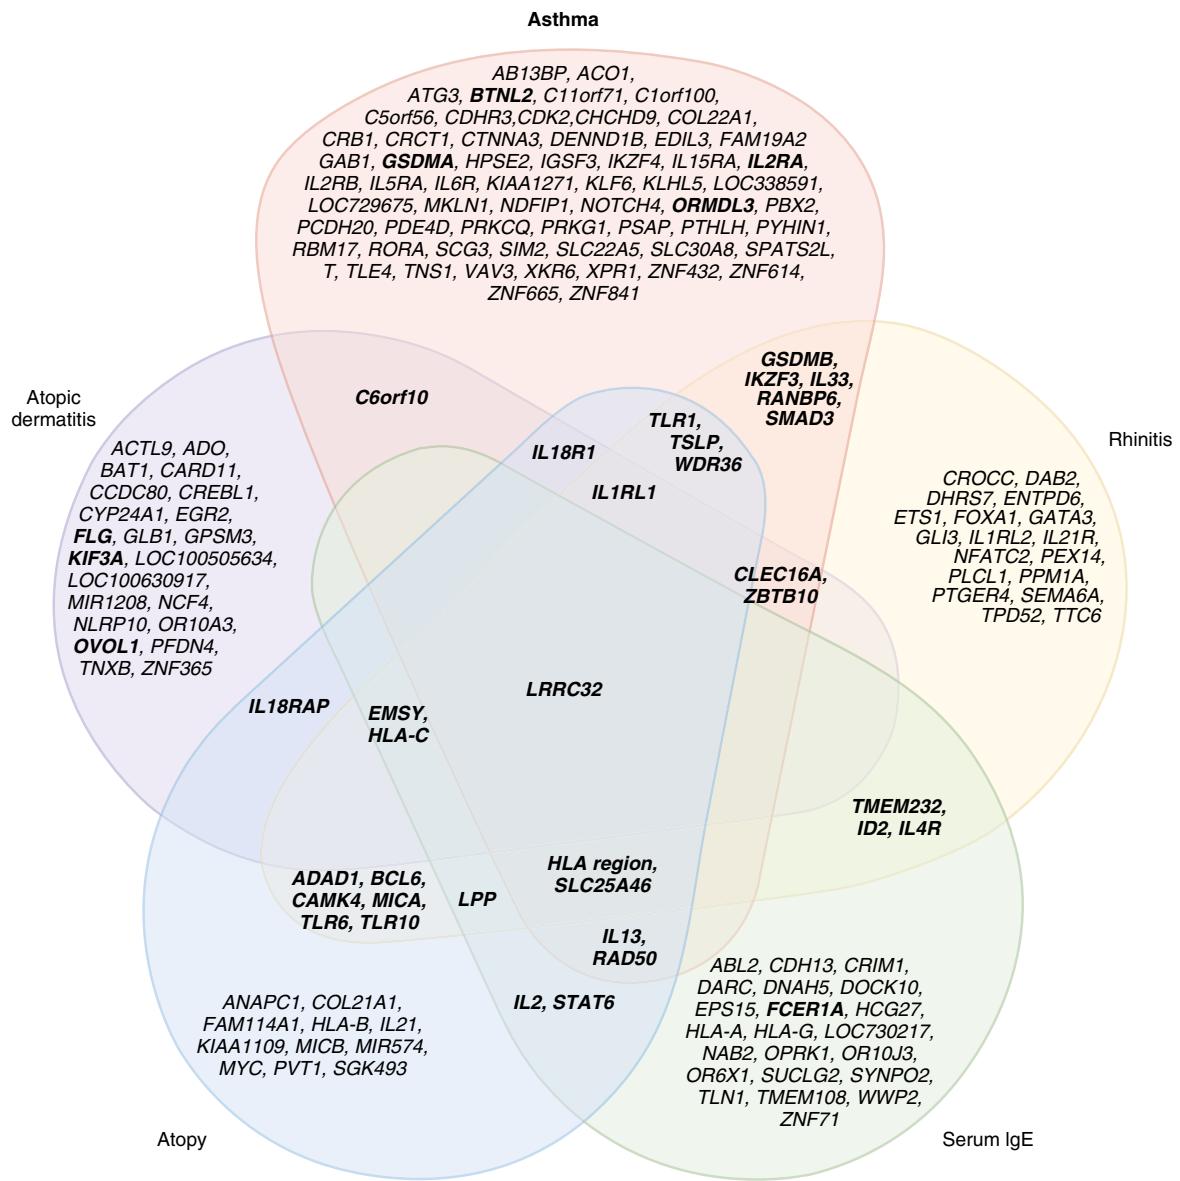 Asthma
AB13BP, ACO1,
ATG3, BTNL2, C11orf71, C1orf100,
C5orf56, CDHR3,CDK2,CHCHD9, COL22A1,
CRB1, CRCT1, CTNNA3, DENND1B, EDIL3, FAM19A2
GAB1, GSDMA, HPSE2, IGSF3, IKZF4, IL15RA, IL2RA,
IL2RB, IL5RA, IL6R, KIAA1271, KLF6, KLHL5, LOC338591,
LOC729675, MKLN1, NDFIP1, NOTCH4, ORMDL3, PBX2,
PCDH20, PDE4D, PRKCQ, PRKG1, PSAP, PTHLH, PYHIN1,
RBM17, RORA, SCG3, SIM2, SLC22A5, SLC30A8, SPATS2L,
T, TLE4, TNS1, VAV3, XKR6, XPR1, ZNF432, ZNF614,
ZNF665, ZNF841
GSDMB,
IKZF3, IL33,
RANBP6,
SMAD3
C6orf10
Atopic
dermatitis
TLR1,
TSLP,
WDR36
IL18R1
IL1RL1
Rhinitis
ACTL9, ADO,
BAT1, CARD11,
CCDC80, CREBL1,
CYP24A1, EGR2,
FLG, GLB1, GPSM3,
KIF3A, LOC100505634,
LOC100630917,
MIR1208, NCF4,
NLRP10, OR10A3,
OVOL1, PFDN4,
TNXB, ZNF365
CROCC, DAB2,
DHRS7, ENTPD6,
ETS1, FOXA1, GATA3,
GLI3, IL1RL2, IL21R,
NFATC2, PEX14,
PLCL1, PPM1A,
PTGER4, SEMA6A,
TPD52, TTC6
CLEC16A,
ZBTB10
LRRC32
IL18RAP
EMSY,
HLA-C
TMEM232,
ID2, IL4R
HLA region,
SLC25A46
ADAD1, BCL6,
CAMK4, MICA,
TLR6, TLR10
LPP
IL13,
RAD50
IL2, STAT6
ANAPC1, COL21A1,
FAM114A1, HLA-B, IL21,
KIAA1109, MICB, MIR574,
MYC, PVT1, SGK493
ABL2, CDH13, CRIM1,
DARC, DNAH5, DOCK10,
EPS15, FCER1A, HCG27,
HLA-A, HLA-G, LOC730217,
NAB2, OPRK1, OR10J3,
OR6X1, SUCLG2, SYNPO2,
TLN1, TMEM108, WWP2,
ZNF71
Atopy
Serum IgE